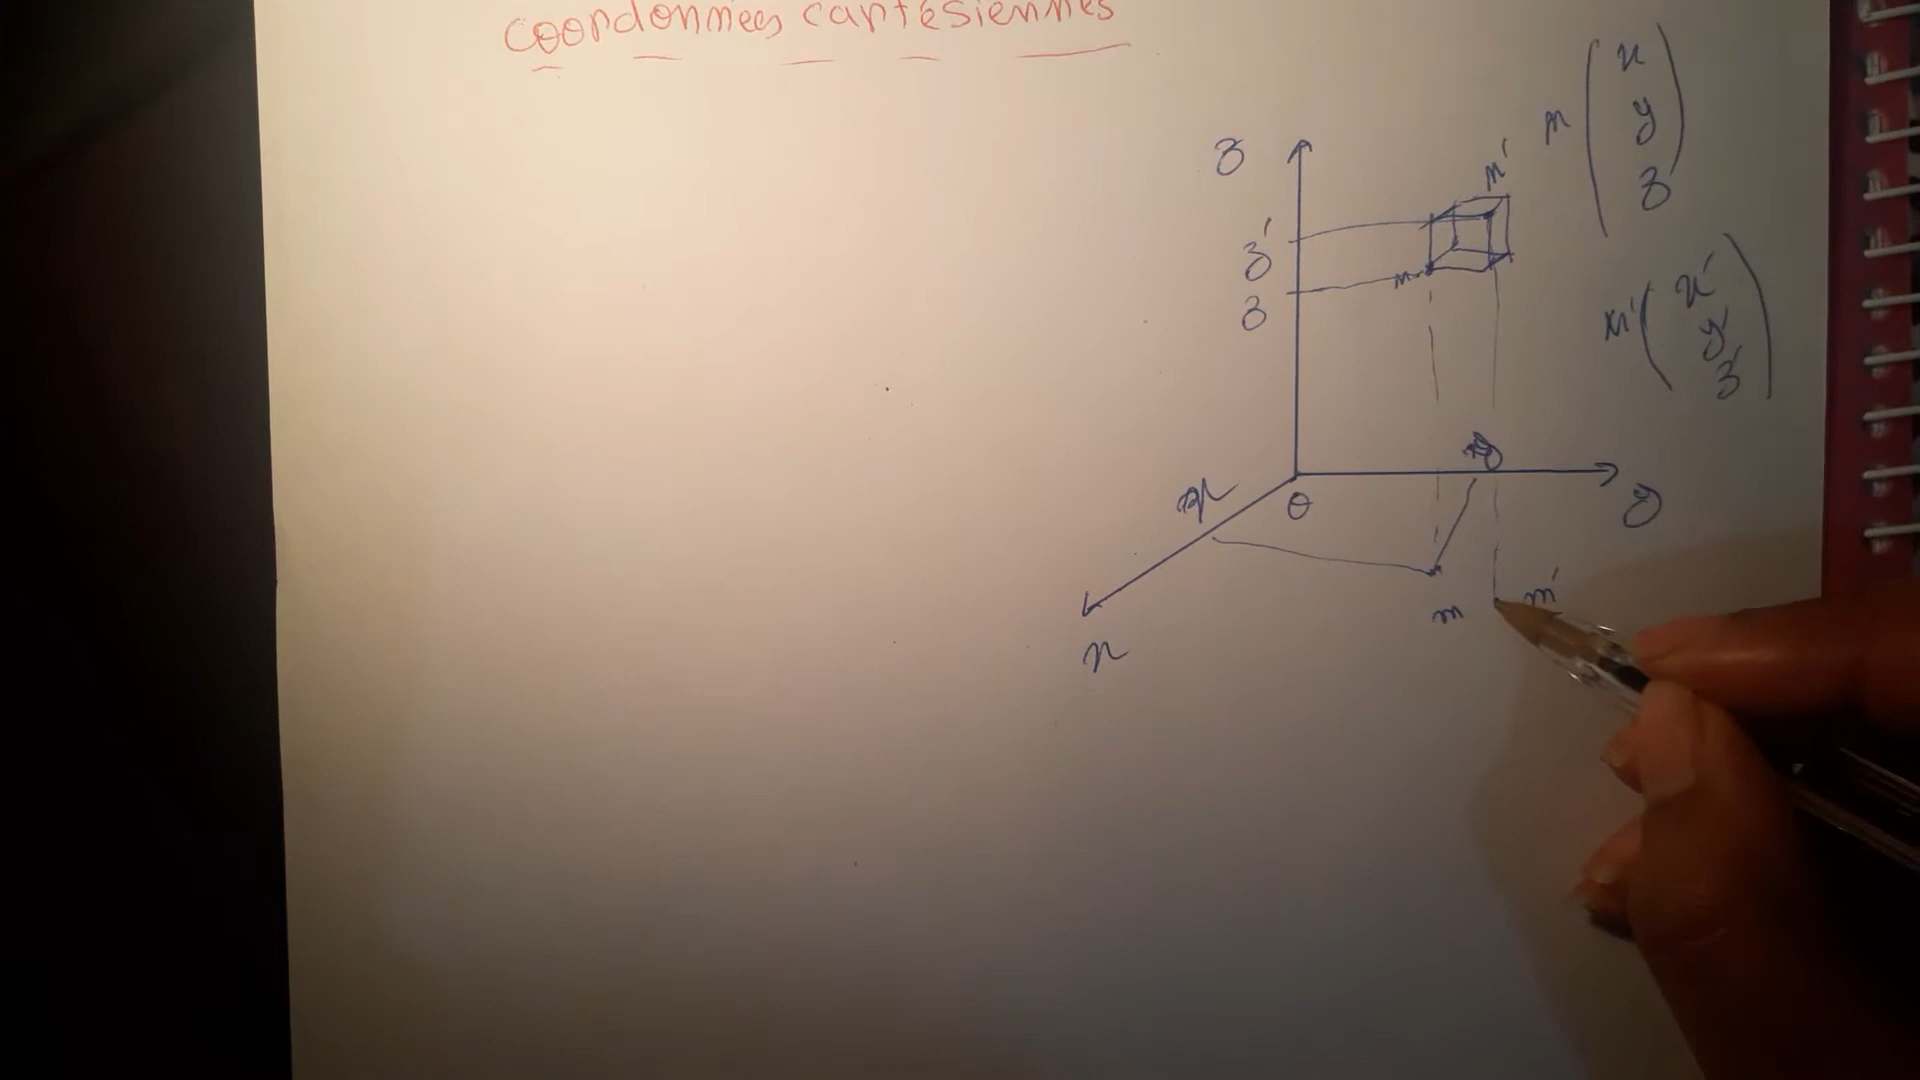 coordonnées cartésiennes
z
z'
z
m'
m
m ( x
y
z )
m' ( x'
y'
z' )
x
o
y
m
m'
x